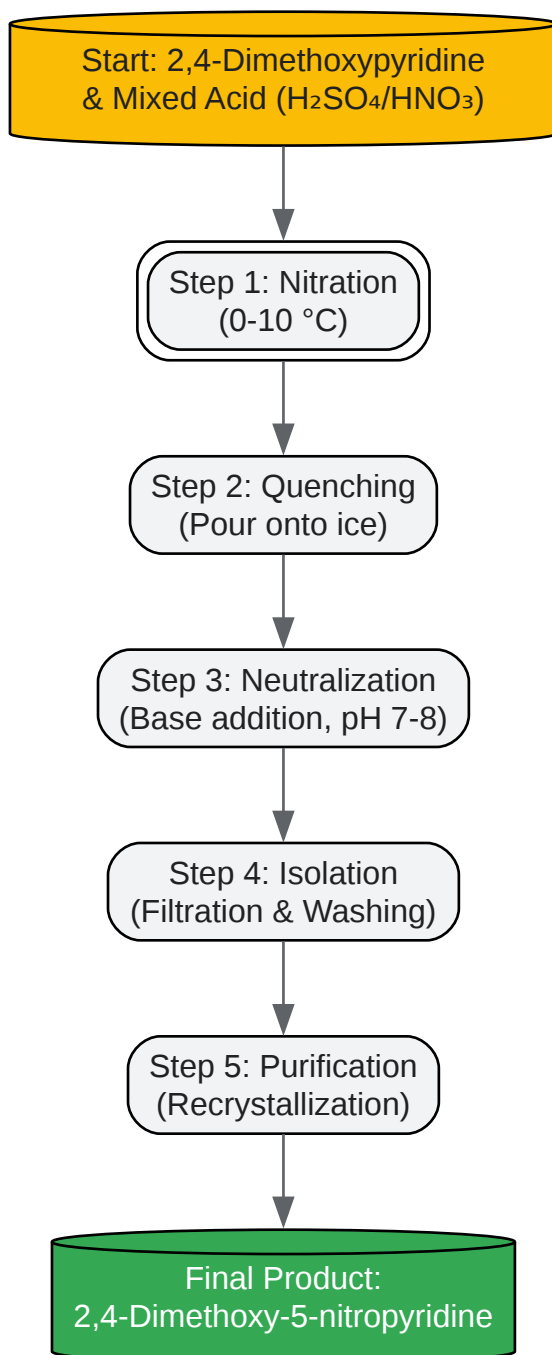 Start: 2,4-Dimethoxypyridine
& Mixed Acid (H₂SO₄/HNO₃)
Step 1: Nitration
(0-10 °C)
Step 2: Quenching
(Pour onto ice)
Step 3: Neutralization
(Base addition, pH 7-8)
Step 4: Isolation
(Filtration & Washing)
Step 5: Purification
(Recrystallization)
Final Product:
2,4-Dimethoxy-5-nitropyridine